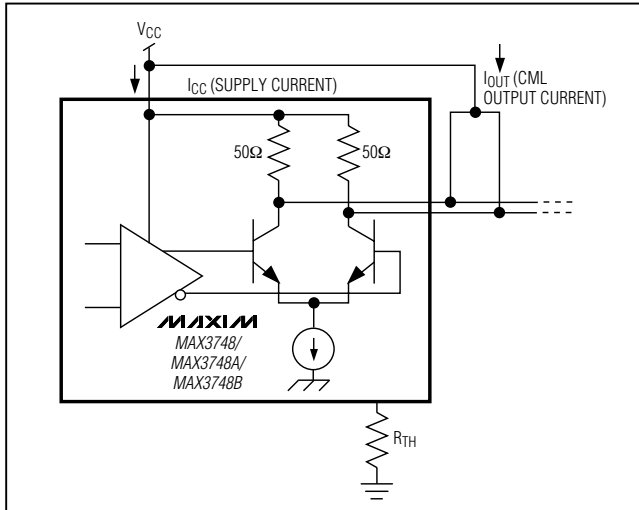 VCC
ICC (SUPPLY CURRENT)
IOUT (CML
OUTPUT CURRENT)
50Ω
50Ω
MAXIM
MAX3748/
MAX3748A/
MAX3748B
RTH